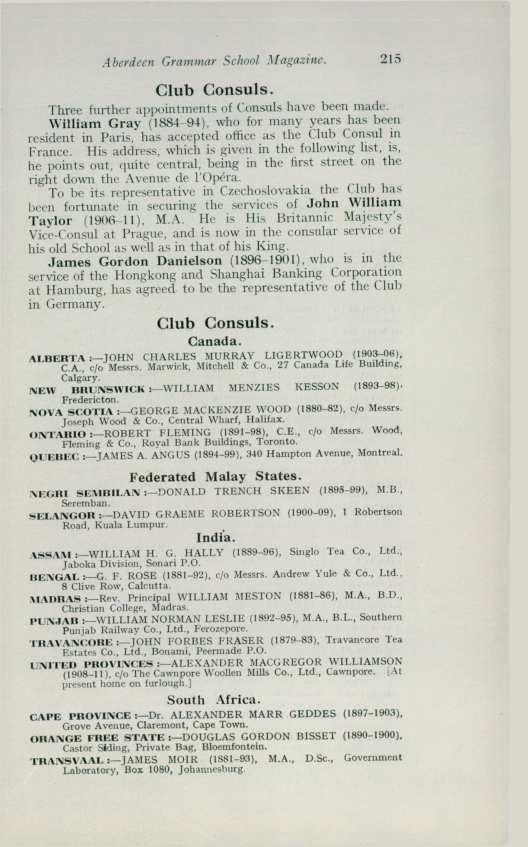 Aberdeen Grammar School Magazine. 215
Club Consuls.
Three further appointments of Consuls have been made.
William Gray (1884–94), who for many years has been
resident in Paris, has accepted office as the Club Consul in
France. His address, which is given in the following list, is,
he points out, quite central, being in the first street on the
right down the Avenue de l'Opéra.
To be its representative in Czechoslovakia the Club has
been fortunate in securing the services of John William
Taylor (1906–11), M.A. He is His Britannic Majesty's
Vice-Consul at Prague, and is now in the consular service of
his old School as well as in that of his King.
James Gordon Danielson (1896–1901), who is in the
service of the Hongkong and Shanghai Banking Corporation
at Hamburg, has agreed to be the representative of the Club
in Germany.
Club Consuls.
Canada.
ALBERTA :—JOHN CHARLES MURRAY LIGERTWOOD (1903–06),
C.A., c/o Messrs. Marwick, Mitchell & Co., 27 Canada Life Building,
Calgary.
NEW BRUNSWICK :—WILLIAM MENZIES KESSON (1893–98),
Fredericton.
NOVA SCOTIA :—GEORGE MACKENZIE WOOD (1880–82), c/o Messrs.
Joseph Wood & Co., Central Wharf, Halifax.
ONTARIO :—ROBERT FLEMING (1891–98), C.E., c/o Messrs. Wood,
Fleming & Co., Royal Bank Buildings, Toronto.
QUEBEC :—JAMES A. ANGUS (1894–99), 340 Hampton Avenue, Montreal.
Federated Malay States.
NEGRI SEMBILAN :—DONALD TRENCH SKEEN (1895–99), M.B.,
Seremban.
SELANGOR :—DAVID GRAEME ROBERTSON (1900–09), 1 Robertson
Road, Kuala Lumpur.
India.
ASSAM :—WILLIAM H. G. HALLY (1889–96), Singlo Tea Co., Ltd.,
Jaboka Division, Sonari P.O.
BENGAL :—G. F. ROSE (1881–92), c/o Messrs. Andrew Yule & Co., Ltd.,
8 Clive Row, Calcutta.
MADRAS :—Rev. Principal WILLIAM MESTON (1881–86), M.A., B.D.,
Christian College, Madras.
PUNJAB :—WILLIAM NORMAN LESLIE (1892–95), M.A., B.L., Southern
Punjab Railway Co., Ltd., Ferozepore.
TRAVANCORE :—JOHN FORBES FRASER (1879–83), Travancore Tea
Estates Co., Ltd., Bonami, Peermade P.O.
UNITED PROVINCES :—ALEXANDER MACGREGOR WILLIAMSON
(1908–11), c/o The Cawnpore Woollen Mills Co., Ltd., Cawnpore. [At
present home on furlough.]
South Africa.
CAPE PROVINCE :—Dr. ALEXANDER MARR GEDDES (1897–1903),
Grove Avenue, Claremont, Cape Town.
ORANGE FREE STATE :—DOUGLAS GORDON BISSET (1890–1900),
Castor Siding, Private Bag, Bloemfontein.
TRANSVAAL :—JAMES MOIR (1881–93), M.A., D.Sc., Government
Laboratory, Box 1080, Johannesburg.